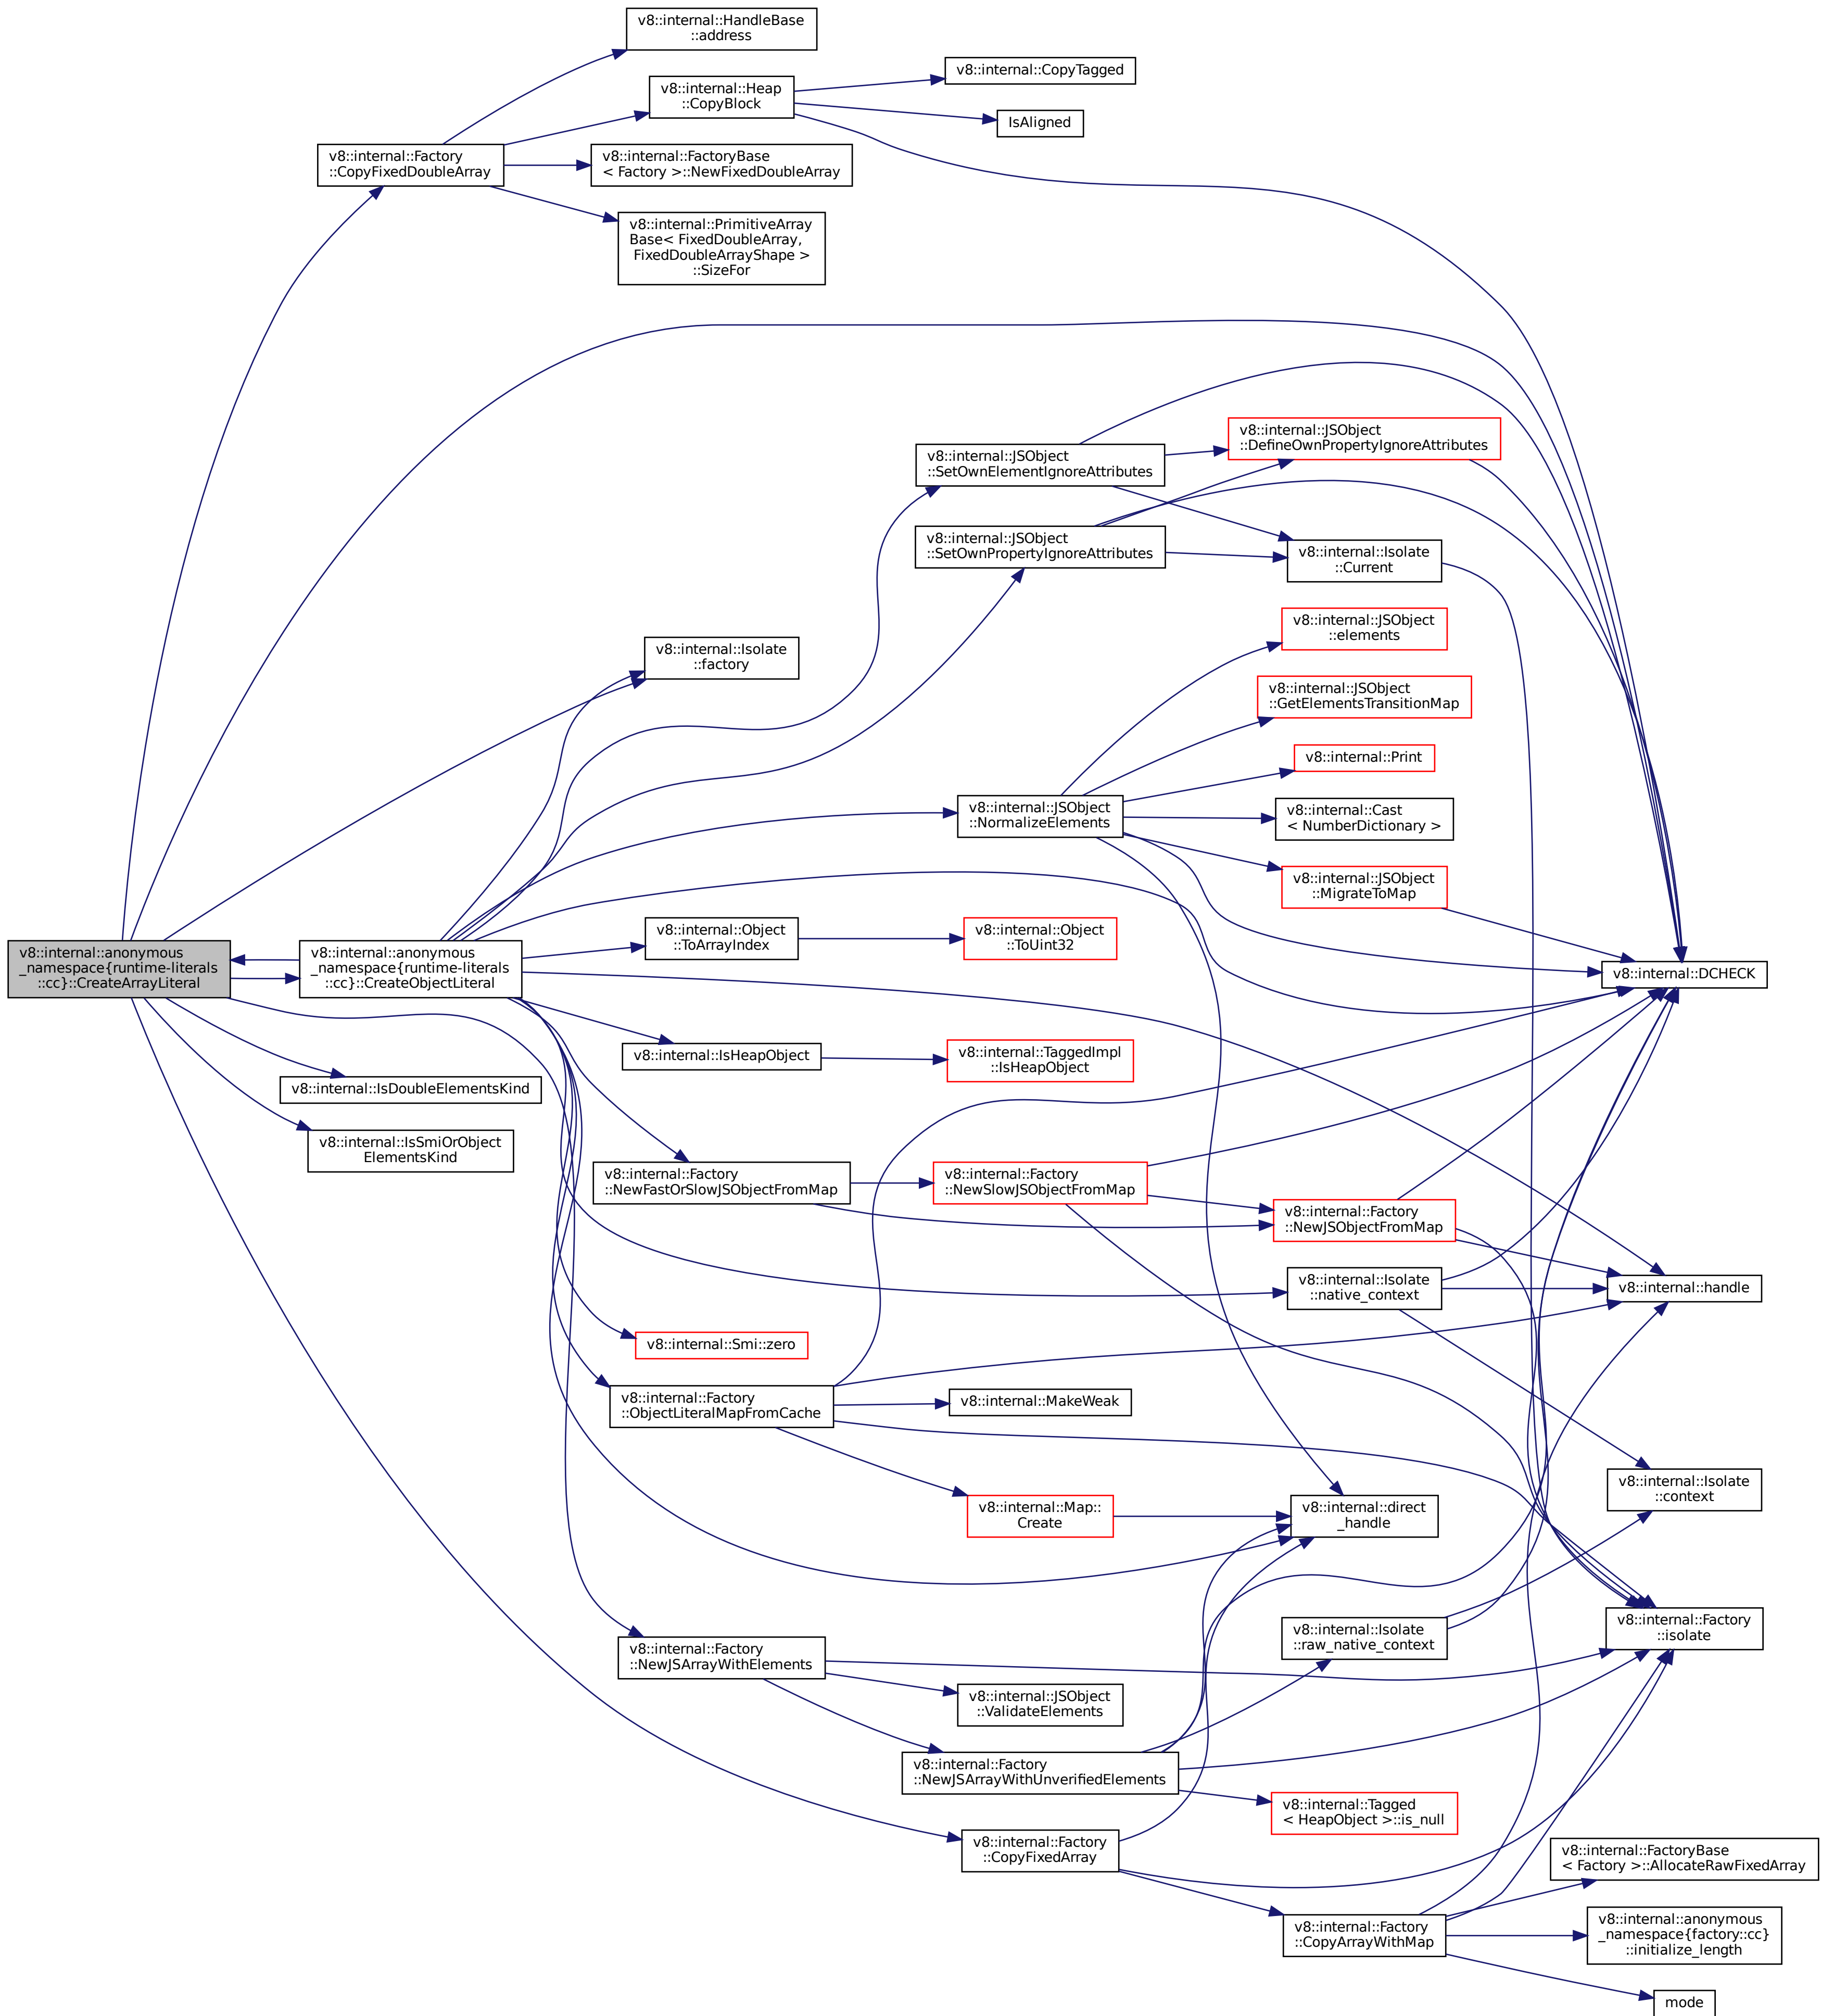 v8::internal::HandleBase
::address
v8::internal::CopyTagged
v8::internal::Heap
::CopyBlock
IsAligned
v8::internal::Factory
::CopyFixedDoubleArray
v8::internal::FactoryBase
< Factory >::NewFixedDoubleArray
v8::internal::PrimitiveArray
Base< FixedDoubleArray,
FixedDoubleArrayShape >
::SizeFor
v8::internal::JSObject
::DefineOwnPropertyIgnoreAttributes
v8::internal::JSObject
::SetOwnElementIgnoreAttributes
v8::internal::JSObject
::SetOwnPropertyIgnoreAttributes
v8::internal::Isolate
::Current
v8::internal::JSObject
::elements
v8::internal::Isolate
::factory
v8::internal::JSObject
::GetElementsTransitionMap
v8::internal::Print
v8::internal::JSObject
::NormalizeElements
v8::internal::Cast
< NumberDictionary >
v8::internal::JSObject
::MigrateToMap
v8::internal::Object
::ToArrayIndex
v8::internal::Object
::ToUint32
v8::internal::anonymous
_namespace{runtime-literals
::cc}::CreateArrayLiteral
v8::internal::anonymous
_namespace{runtime-literals
::cc}::CreateObjectLiteral
v8::internal::DCHECK
v8::internal::IsHeapObject
v8::internal::TaggedImpl
::IsHeapObject
v8::internal::IsDoubleElementsKind
v8::internal::IsSmiOrObject
ElementsKind
v8::internal::Factory
::NewFastOrSlowJSObjectFromMap
v8::internal::Factory
::NewSlowJSObjectFromMap
v8::internal::Factory
::NewJSObjectFromMap
v8::internal::Isolate
::native_context
v8::internal::handle
v8::internal::Smi::zero
v8::internal::Factory
::ObjectLiteralMapFromCache
v8::internal::MakeWeak
v8::internal::Isolate
::context
v8::internal::Map::
Create
v8::internal::direct
_handle
v8::internal::Factory
::isolate
v8::internal::Isolate
::raw_native_context
v8::internal::Factory
::NewJSArrayWithElements
v8::internal::JSObject
::ValidateElements
v8::internal::Factory
::NewJSArrayWithUnverifiedElements
v8::internal::Tagged
< HeapObject >::is_null
v8::internal::Factory
::CopyFixedArray
v8::internal::FactoryBase
< Factory >::AllocateRawFixedArray
v8::internal::Factory
::CopyArrayWithMap
v8::internal::anonymous
_namespace{factory::cc}
::initialize_length
mode